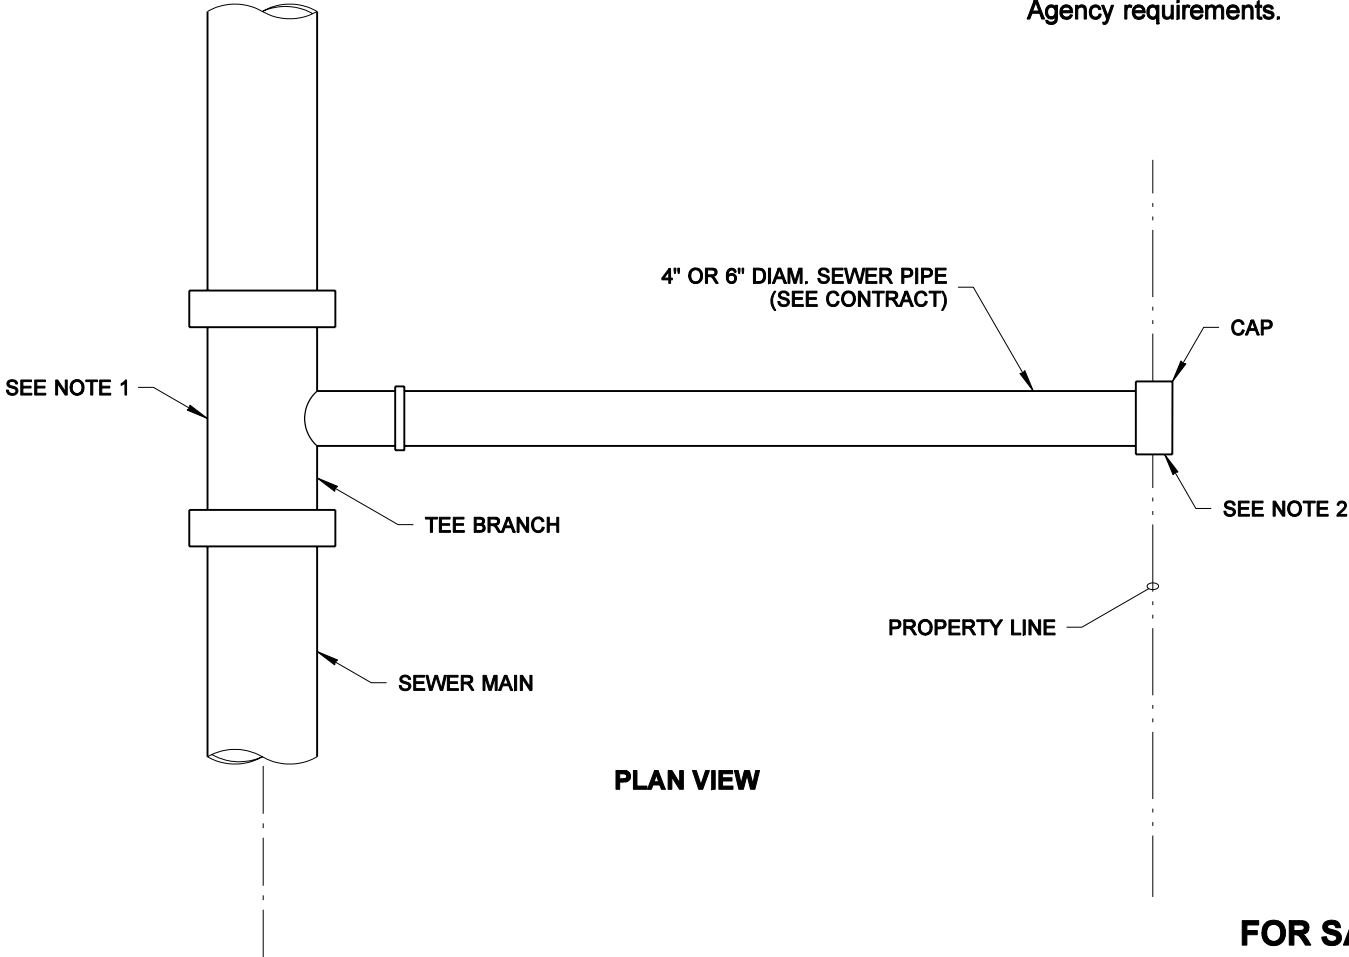 Agency requirements.
4" OR 6" DIAM. SEWER PIPE
(SEE CONTRACT)
CAP
SEE NOTE 1
SEE NOTE 2
TEE BRANCH
PROPERTY LINE
SEWER MAIN
PLAN VIEW
FOR